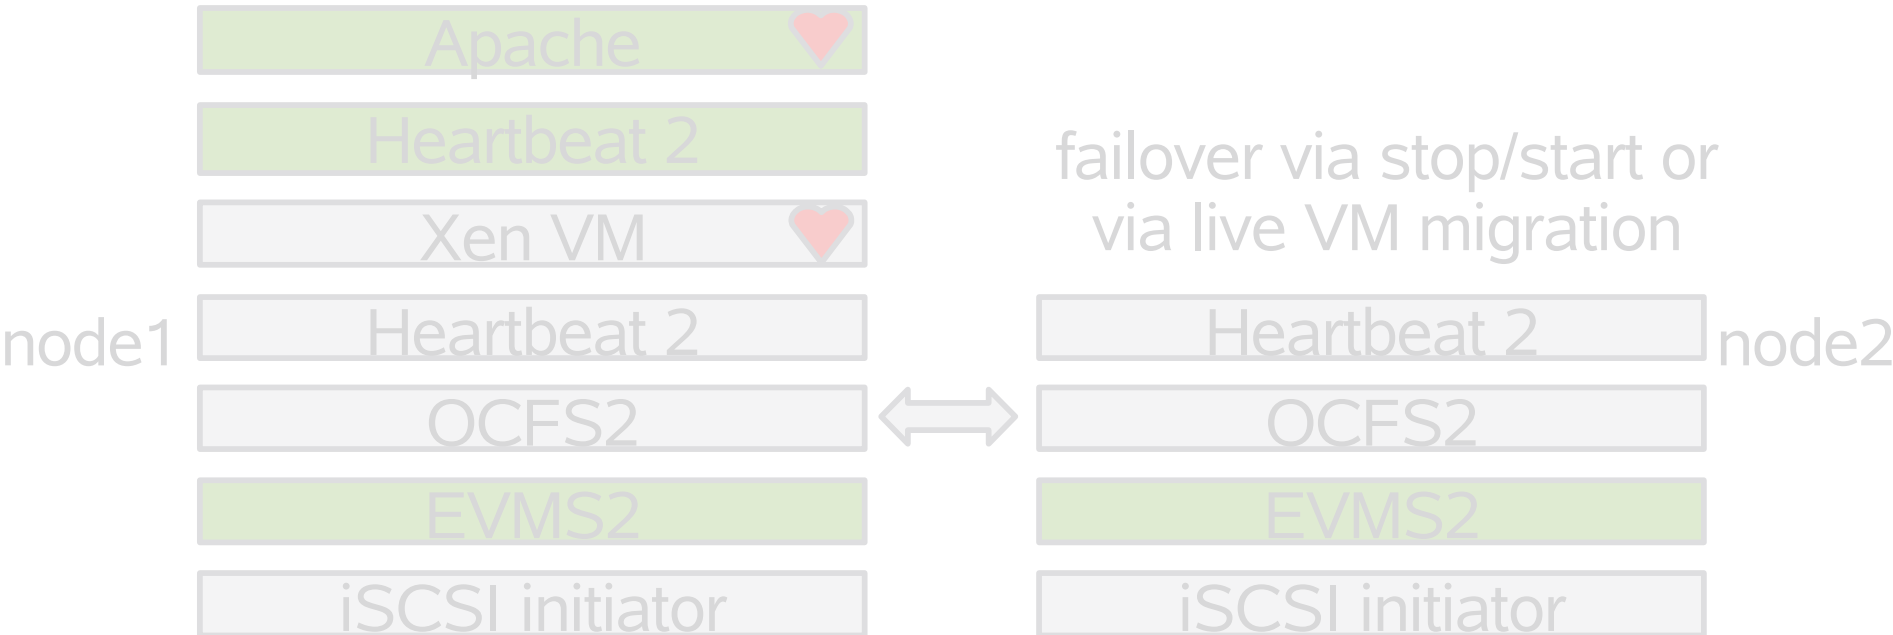 Apache
Heartbeat 2
failover via stop/start or
via live VM migration
Xen VM
node1
Heartbeat 2
Heartbeat 2
node2
OCFS2
OCFS2
EVMS2
EVMS2
iSCSI initiator
iSCSI initiator